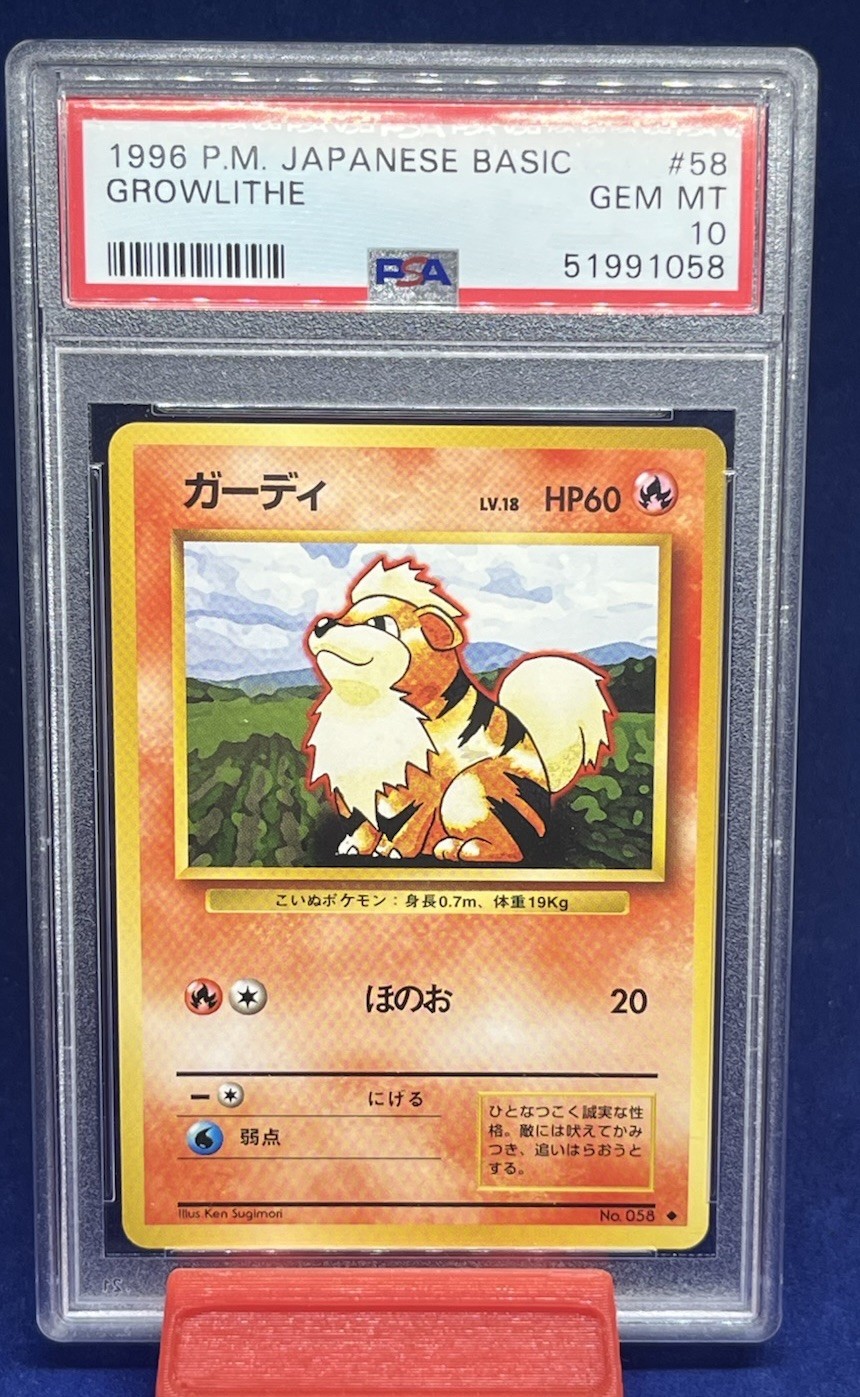 1996 P.M. JAPANESE BASIC #58
GROWLITHE GEM MT
10
PSA 51991058
ガーディ LV.18 HP60
こいぬポケモン：身長0.7m、体重19Kg
ほのお 20
ー にげる
弱点
ひとなつこく誠実な性
格。敵には吠えてかみ
つき、追いはらおうと
する。
Illus. Ken Sugimori No. 058 ◆